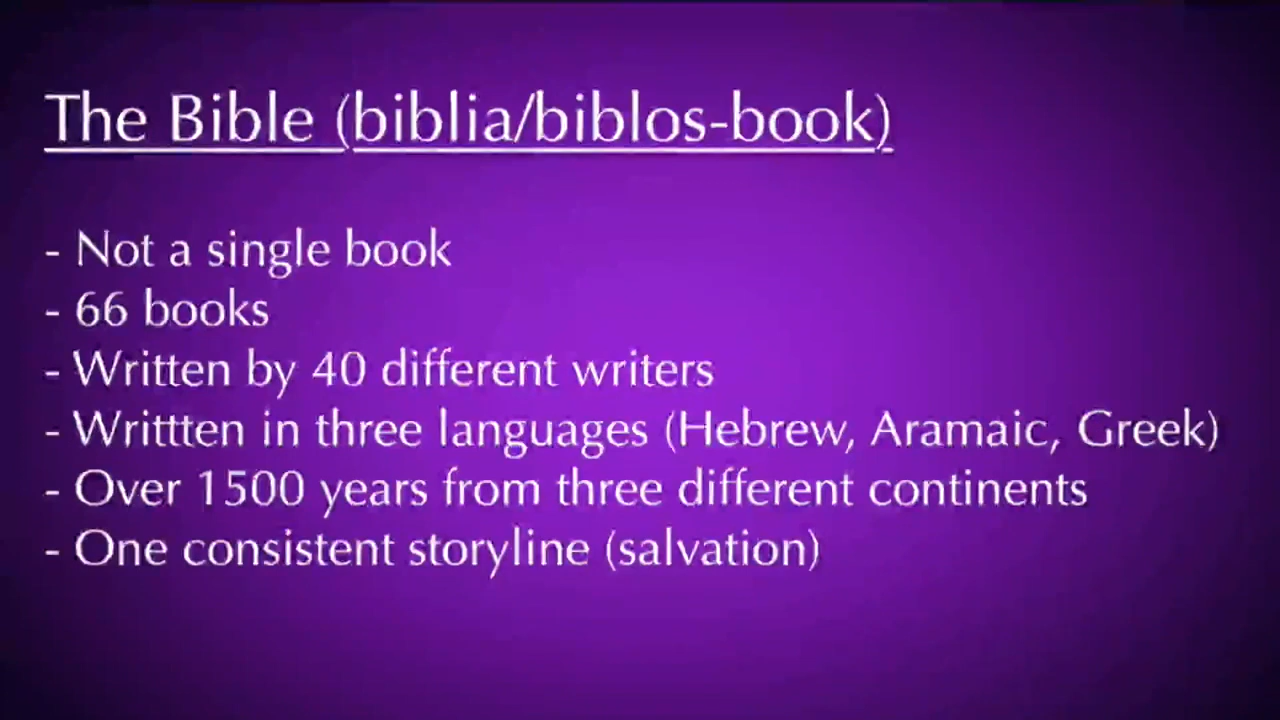 The Bible (biblia/biblos-book)
- Not a single book
- 66 books
- Written by 40 different writers
- Writtten in three languages (Hebrew, Aramaic, Greek)
- Over 1500 years from three different continents
- One consistent storyline (salvation)